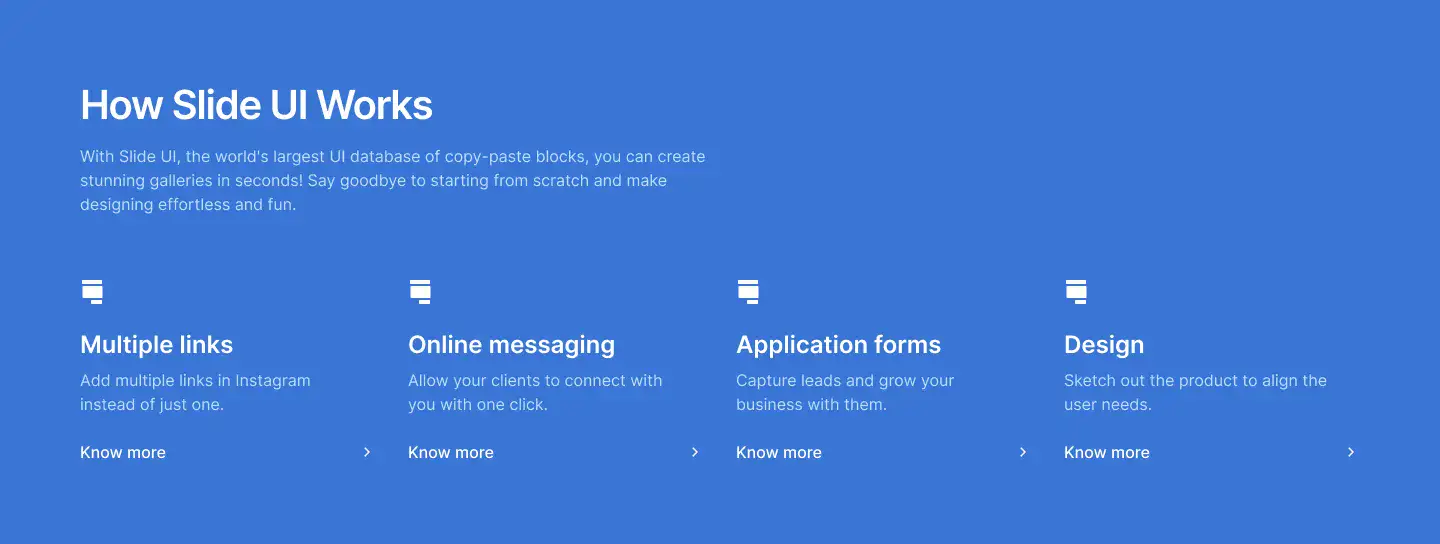 How Slide UI Works
With Slide UI, the world's largest UI database of copy-paste blocks, you can create
stunning galleries in seconds! Say goodbye to starting from scratch and make
designing effortless and fun.
Multiple links
Add multiple links in Instagram
instead of just one.
Know more
Online messaging
Allow your clients to connect with
you with one click.
Know more
Application forms
Capture leads and grow your
business with them.
Know more
Design
Sketch out the product to align the
user needs.
Know more